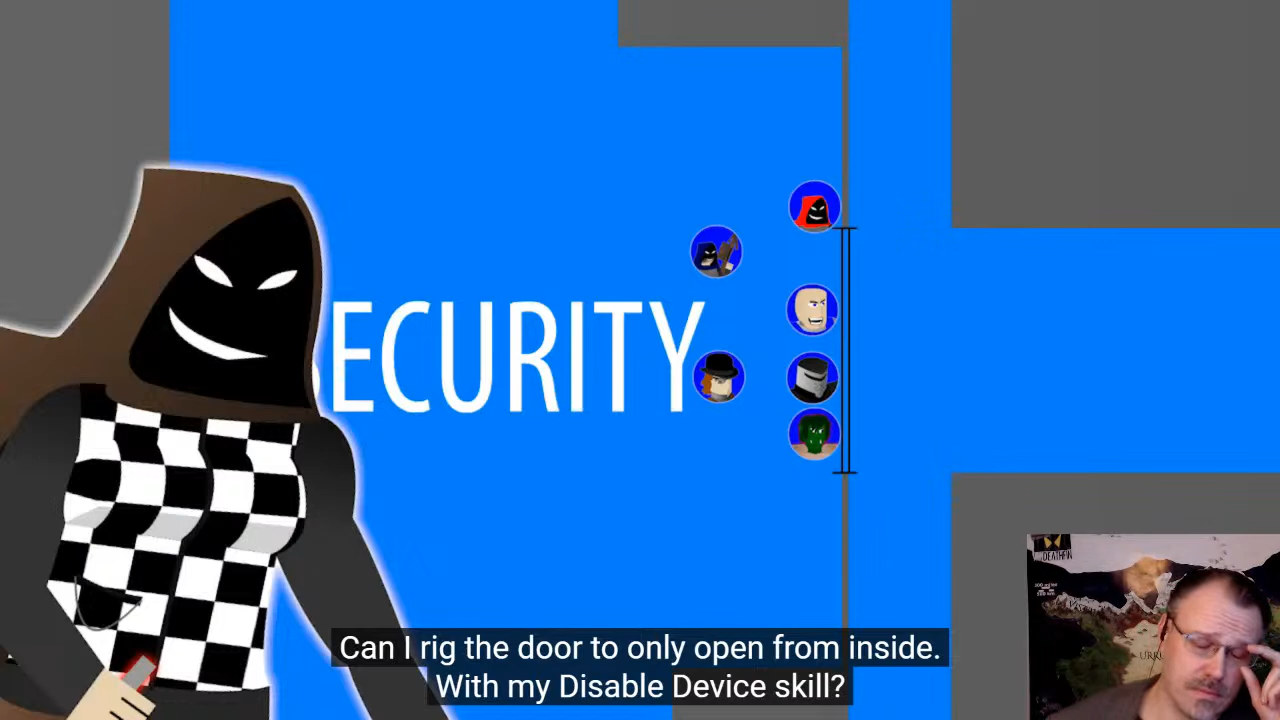 ECURITY
Can I rig the door to only open from inside.
With my Disable Device skill?